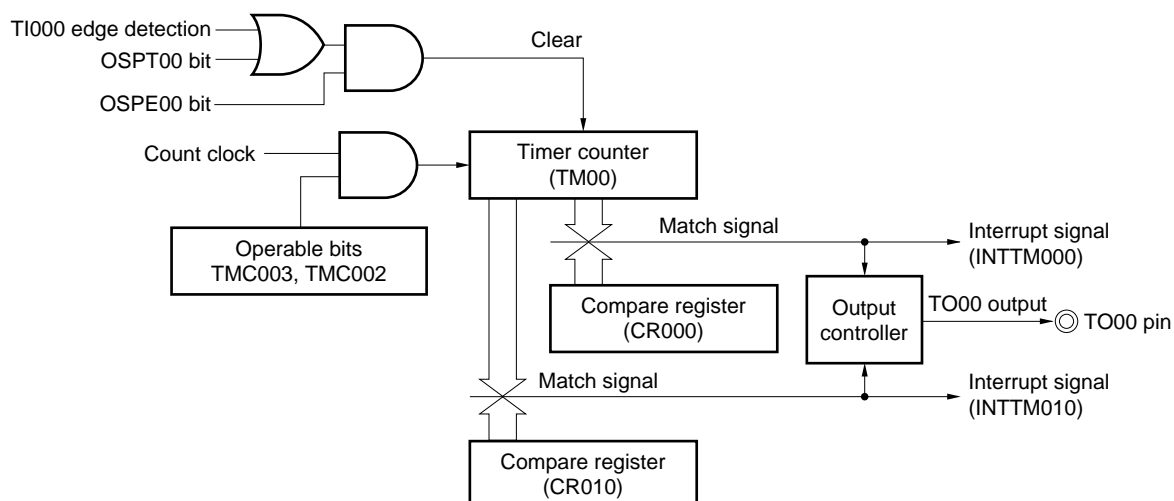 TI000 edge detection
OSPT00 bit
OSPE00 bit
Clear
Count clock
Timer counter
(TM00)
Operable bits
TMC003, TMC002
Match signal
Interrupt signal
(INTTM000)
Compare register
(CR000)
Output
controller
TO00 output
TO00 pin
Match signal
Interrupt signal
(INTTM010)
Compare register
(CR010)